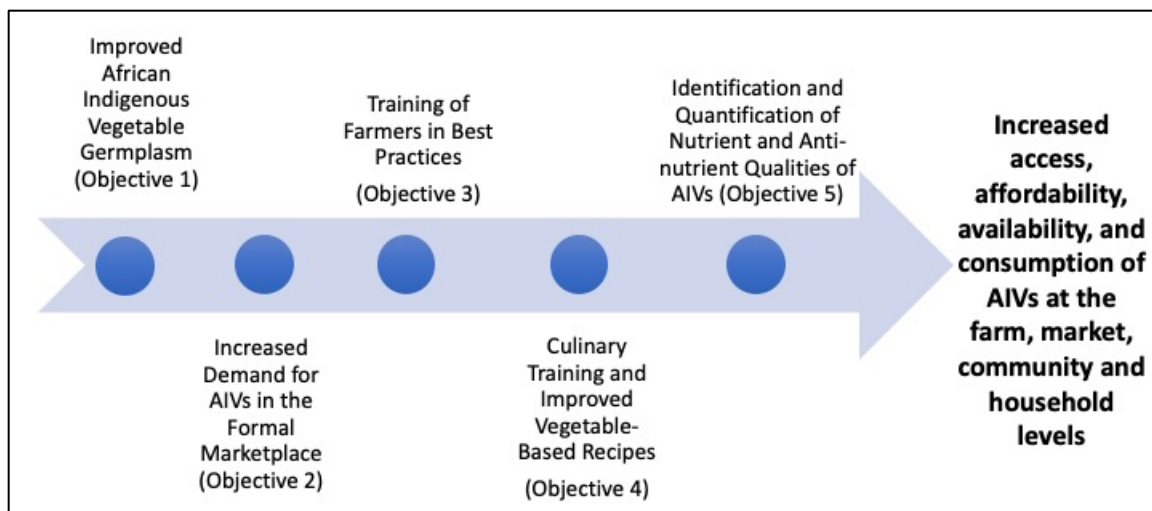 Improved
African
Indigenous
Vegetable
Germplasm
(Objective 1)
Increased
Demand for
AIVs in the
Formal
Marketplace
(Objective 2)
Training of
Farmers in Best
Practices
(Objective 3)
Culinary
Training and
Improved
Vegetable-
Based Recipes
(Objective 4)
Identification and
Quantification of
Nutrient and Anti-
nutrient Qualities of
AIVs (Objective 5)
Increased
access,
affordability,
availability, and
consumption of
AIVs at the
farm, market,
community and
household
levels